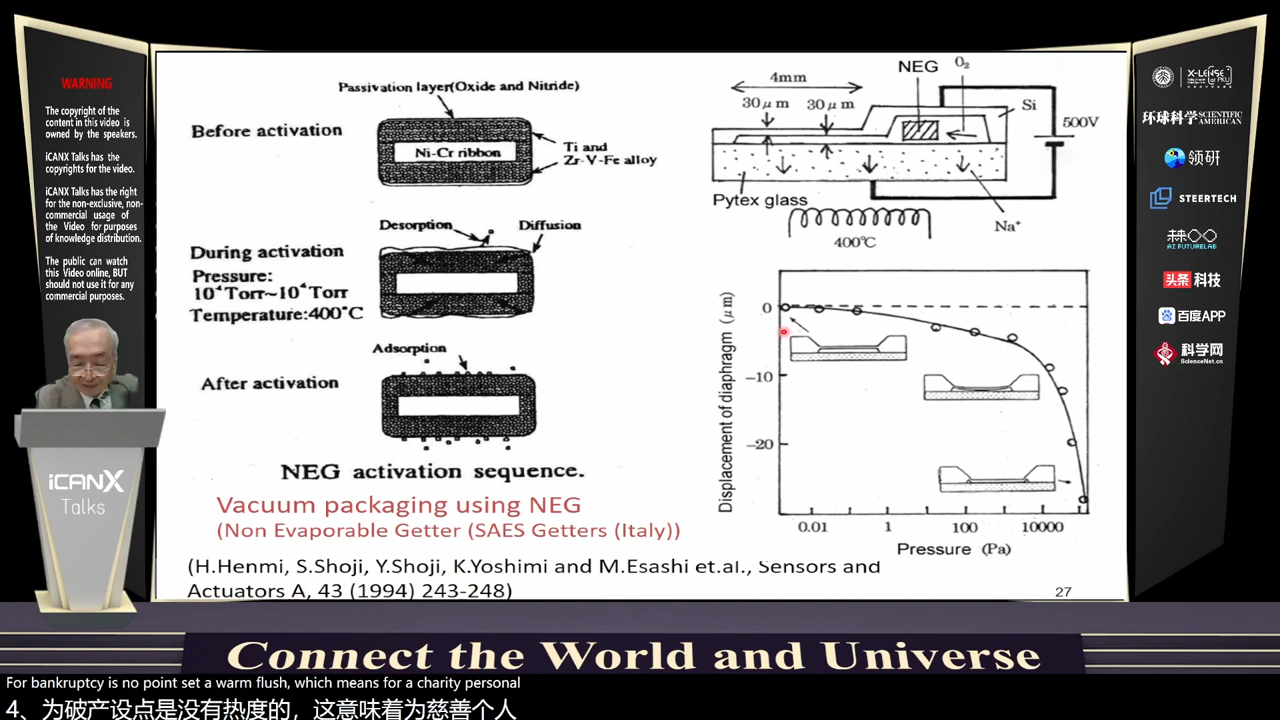 WARNING
The copyright of the
content in this video is
owned by the speakers.
iCANX Talks has the
copyrights for the video.
iCANX Talks has the right
for the non-exclusive, non-
commercial usage of
the Video for purposes
of knowledge distribution.
The public can watch
this Video online, BUT
should not use it for any
commercial purposes.
iCANX
Talks
Passivation layer(Oxide and Nitride)
Before activation
Ni-Cr ribbon
Ti and
Zr-V-Fe alloy
Desorption
Diffusion
During activation
Pressure:
10⁻⁴Torr~10⁻⁴Torr
Temperature:400°C
Adsorption
After activation
NEG activation sequence.
Vacuum packaging using NEG
(Non Evaporable Getter (SAES Getters (Italy))
(H.Henmi, S.Shoji, Y.Shoji, K.Yoshimi and M.Esashi et.al., Sensors and
Actuators A, 43 (1994) 243-248)
NEG
O₂
4mm
30μm
30μm
Si
500V
Pytex glass
Na⁺
400℃
Displacement of diaphragm (μm)
0
-10
-20
0.01
1
100
10000
Pressure (Pa)
27
X-LENSE
环球科学 SCIENTIFIC AMERICAN
领研
STEERTECH
AI FUTURELAB
头条 科技
百度APP
科学网
ScienceNet.cn
Connect the World and Universe
For bankruptcy is no point set a warm flush, which means for a charity personal
4、为破产设点是没有热度的，这意味着为慈善个人